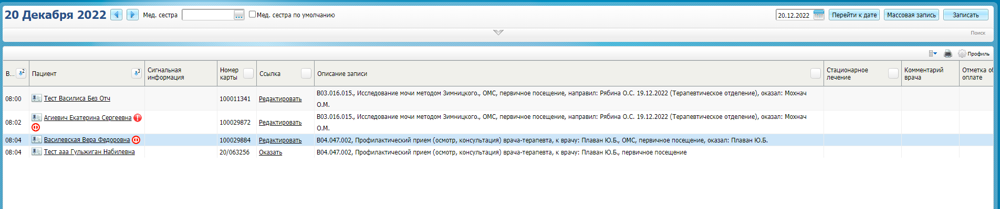 20 Декабря 2022 Мед. сестра ... Мед. сестра по умолчанию 20.12.2022 Перейти к дате Массовая запись Записать
Поиск
Профиль
В... 2 Пациент 3 Сигнальная информация Номер карты Ссылка Описание записи Стационарное лечение Комментарий врача Отметка об оплате
08:00 Тест Василиса Без Отч 100011341 Редактировать B03.016.015., Исследование мочи методом Зимницкого., ОМС, первичное посещение, направил: Рябина О.С. 19.12.2022 (Терапевтическое отделение), оказал: Мохнач
О.М.
08:02 Агиевич Екатерина Сергеевна ! Ф 100029872 Редактировать B03.016.015., Исследование мочи методом Зимницкого., ОМС, первичное посещение, направил: Рябина О.С. 19.12.2022 (Терапевтическое отделение), оказал: Мохнач
О.М.
08:04 Василевская Вера Федоровна Ф 100029884 Редактировать B04.047.002, Профилактический прием (осмотр, консультация) врача-терапевта, к врачу: Плаван Ю.Б., ОМС, первичное посещение, оказал: Плаван Ю.Б.
08:04 Тест ааа Гульжиган Набилевна 20/063256 Оказать B04.047.002, Профилактический прием (осмотр, консультация) врача-терапевта, к врачу: Плаван Ю.Б., первичное посещение